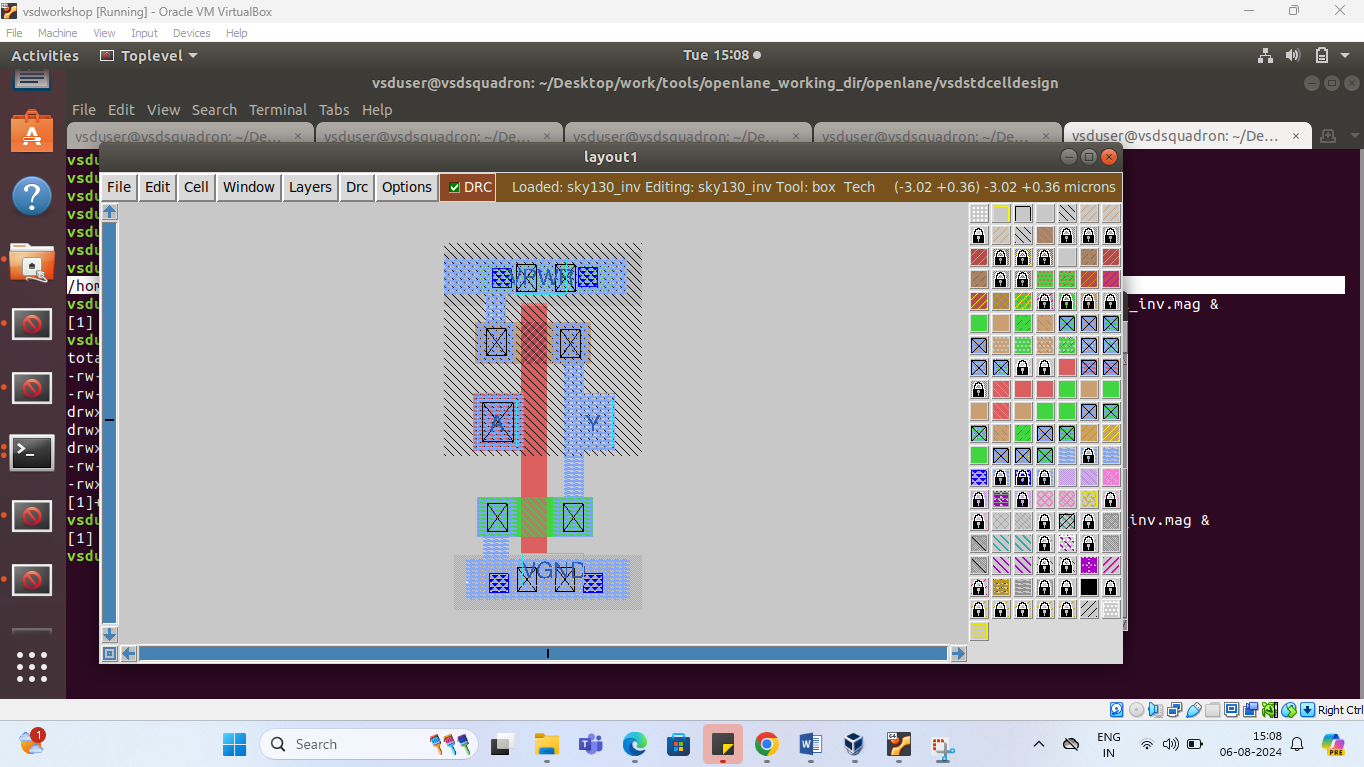 vsdworkshop [Running] - Oracle VM VirtualBox
File Machine View Input Devices Help
Activities Toplevel Tue 15:08
vsduser@vsdsquadron: ~/Desktop/work/tools/openlane_working_dir/openlane/vsdstdcelldesign
File Edit View Search Terminal Tabs Help
vsduser@vsdsquadron: ~/De... × vsduser@vsdsquadron: ~/De... × vsduser@vsdsquadron: ~/De... × vsduser@vsdsquadron: ~/De... × vsduser@vsdsquadron: ~/De... ×
layout1
File Edit Cell Window Layers Drc Options DRC Loaded: sky130_inv Editing: sky130_inv Tool: box Tech (-3.02 +0.36) -3.02 +0.36 microns
vsdu
vsdu
vsdu
vsdu
vsdu
vsdu
vsdu
VPWR
/hom
vsdu _inv.mag &
[1]
vsdu
tota
-rw-
-rw-
drwx
A Y
drwx
drwx
-rw-
-rwx
[1]+
vsdu inv.mag &
[1]
vsdu
VGND
Right Ctrl
1
Search
64
ENG
IN
15:08
06-08-2024
PRE